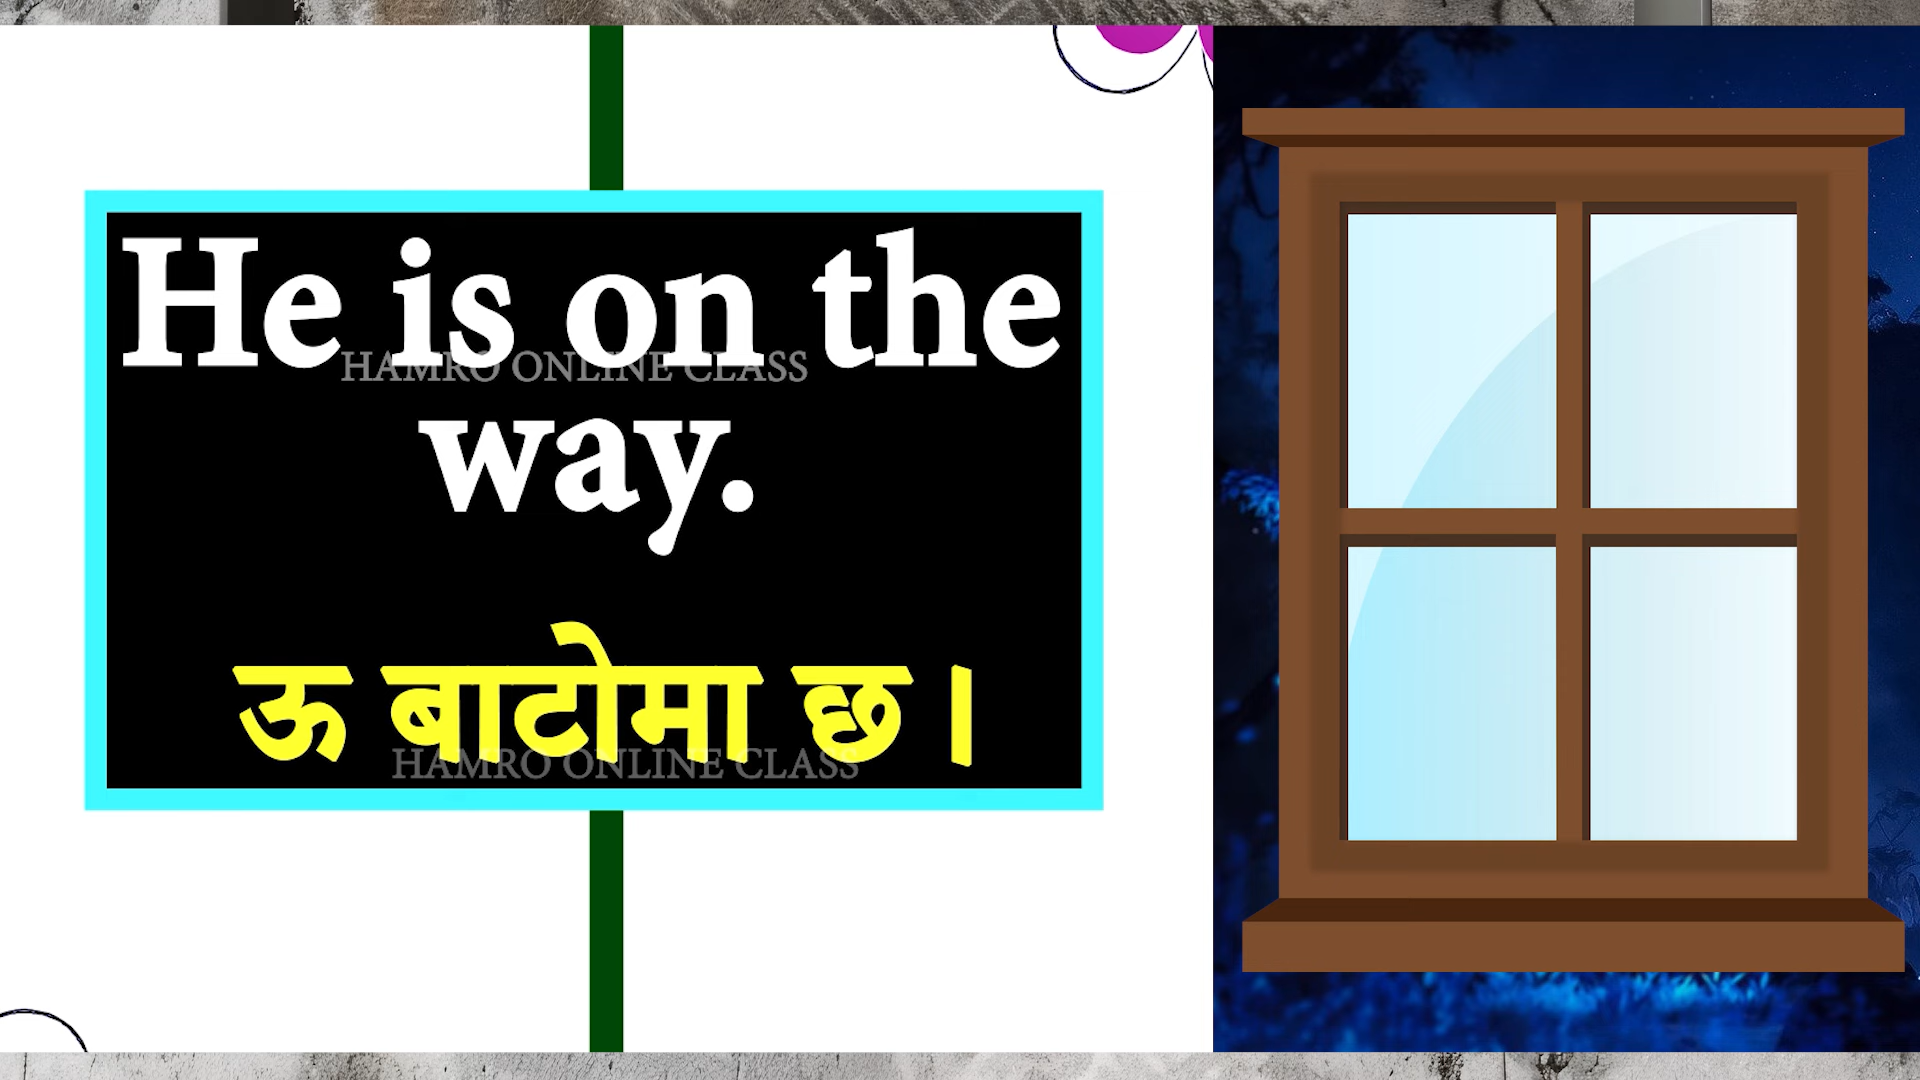 He is on the
HAMRO ONLINE CLASS
way.
ऊ बाटोमा छ ।
HAMRO ONLINE CLASS